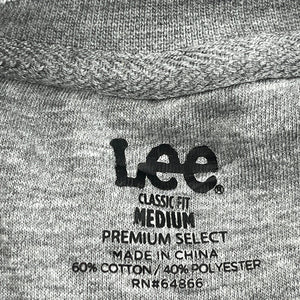 Lee®
CLASSIC FIT
MEDIUM
PREMIUM SELECT
MADE IN CHINA
60% COTTON / 40% POLYESTER
RN#64866